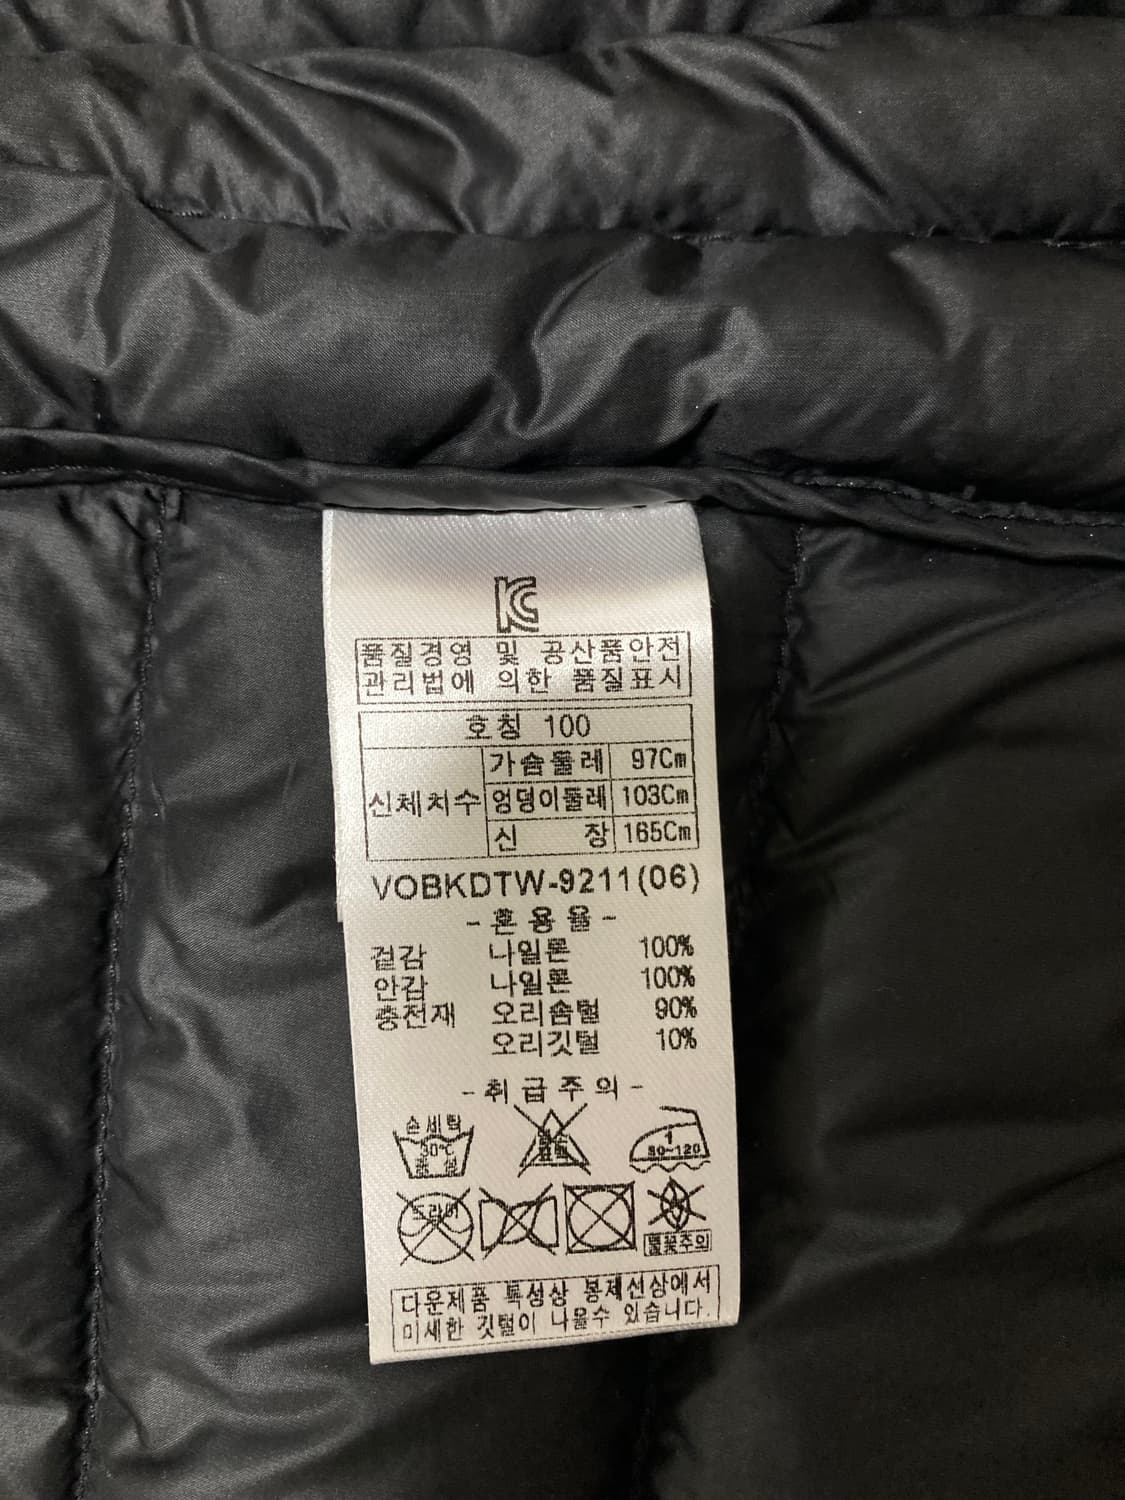 KC
품질경영 및 공산품안전
관리법에 의한 품질표시
호칭 100
신체치수
가슴둘레 97Cm
엉덩이둘레 103Cm
신 장 165Cm
VOBKDTW-9211(06)
- 혼 용 율 -
겉감 나일론 100%
안감 나일론 100%
충전재 오리솜털 90%
오리깃털 10%
- 취 급 주 의 -
손세탁
30℃
중 성
1
80-120
드라이
불꽃주의
다운제품 특성상 봉제선상에서
미세한 깃털이 나올수 있습니다.